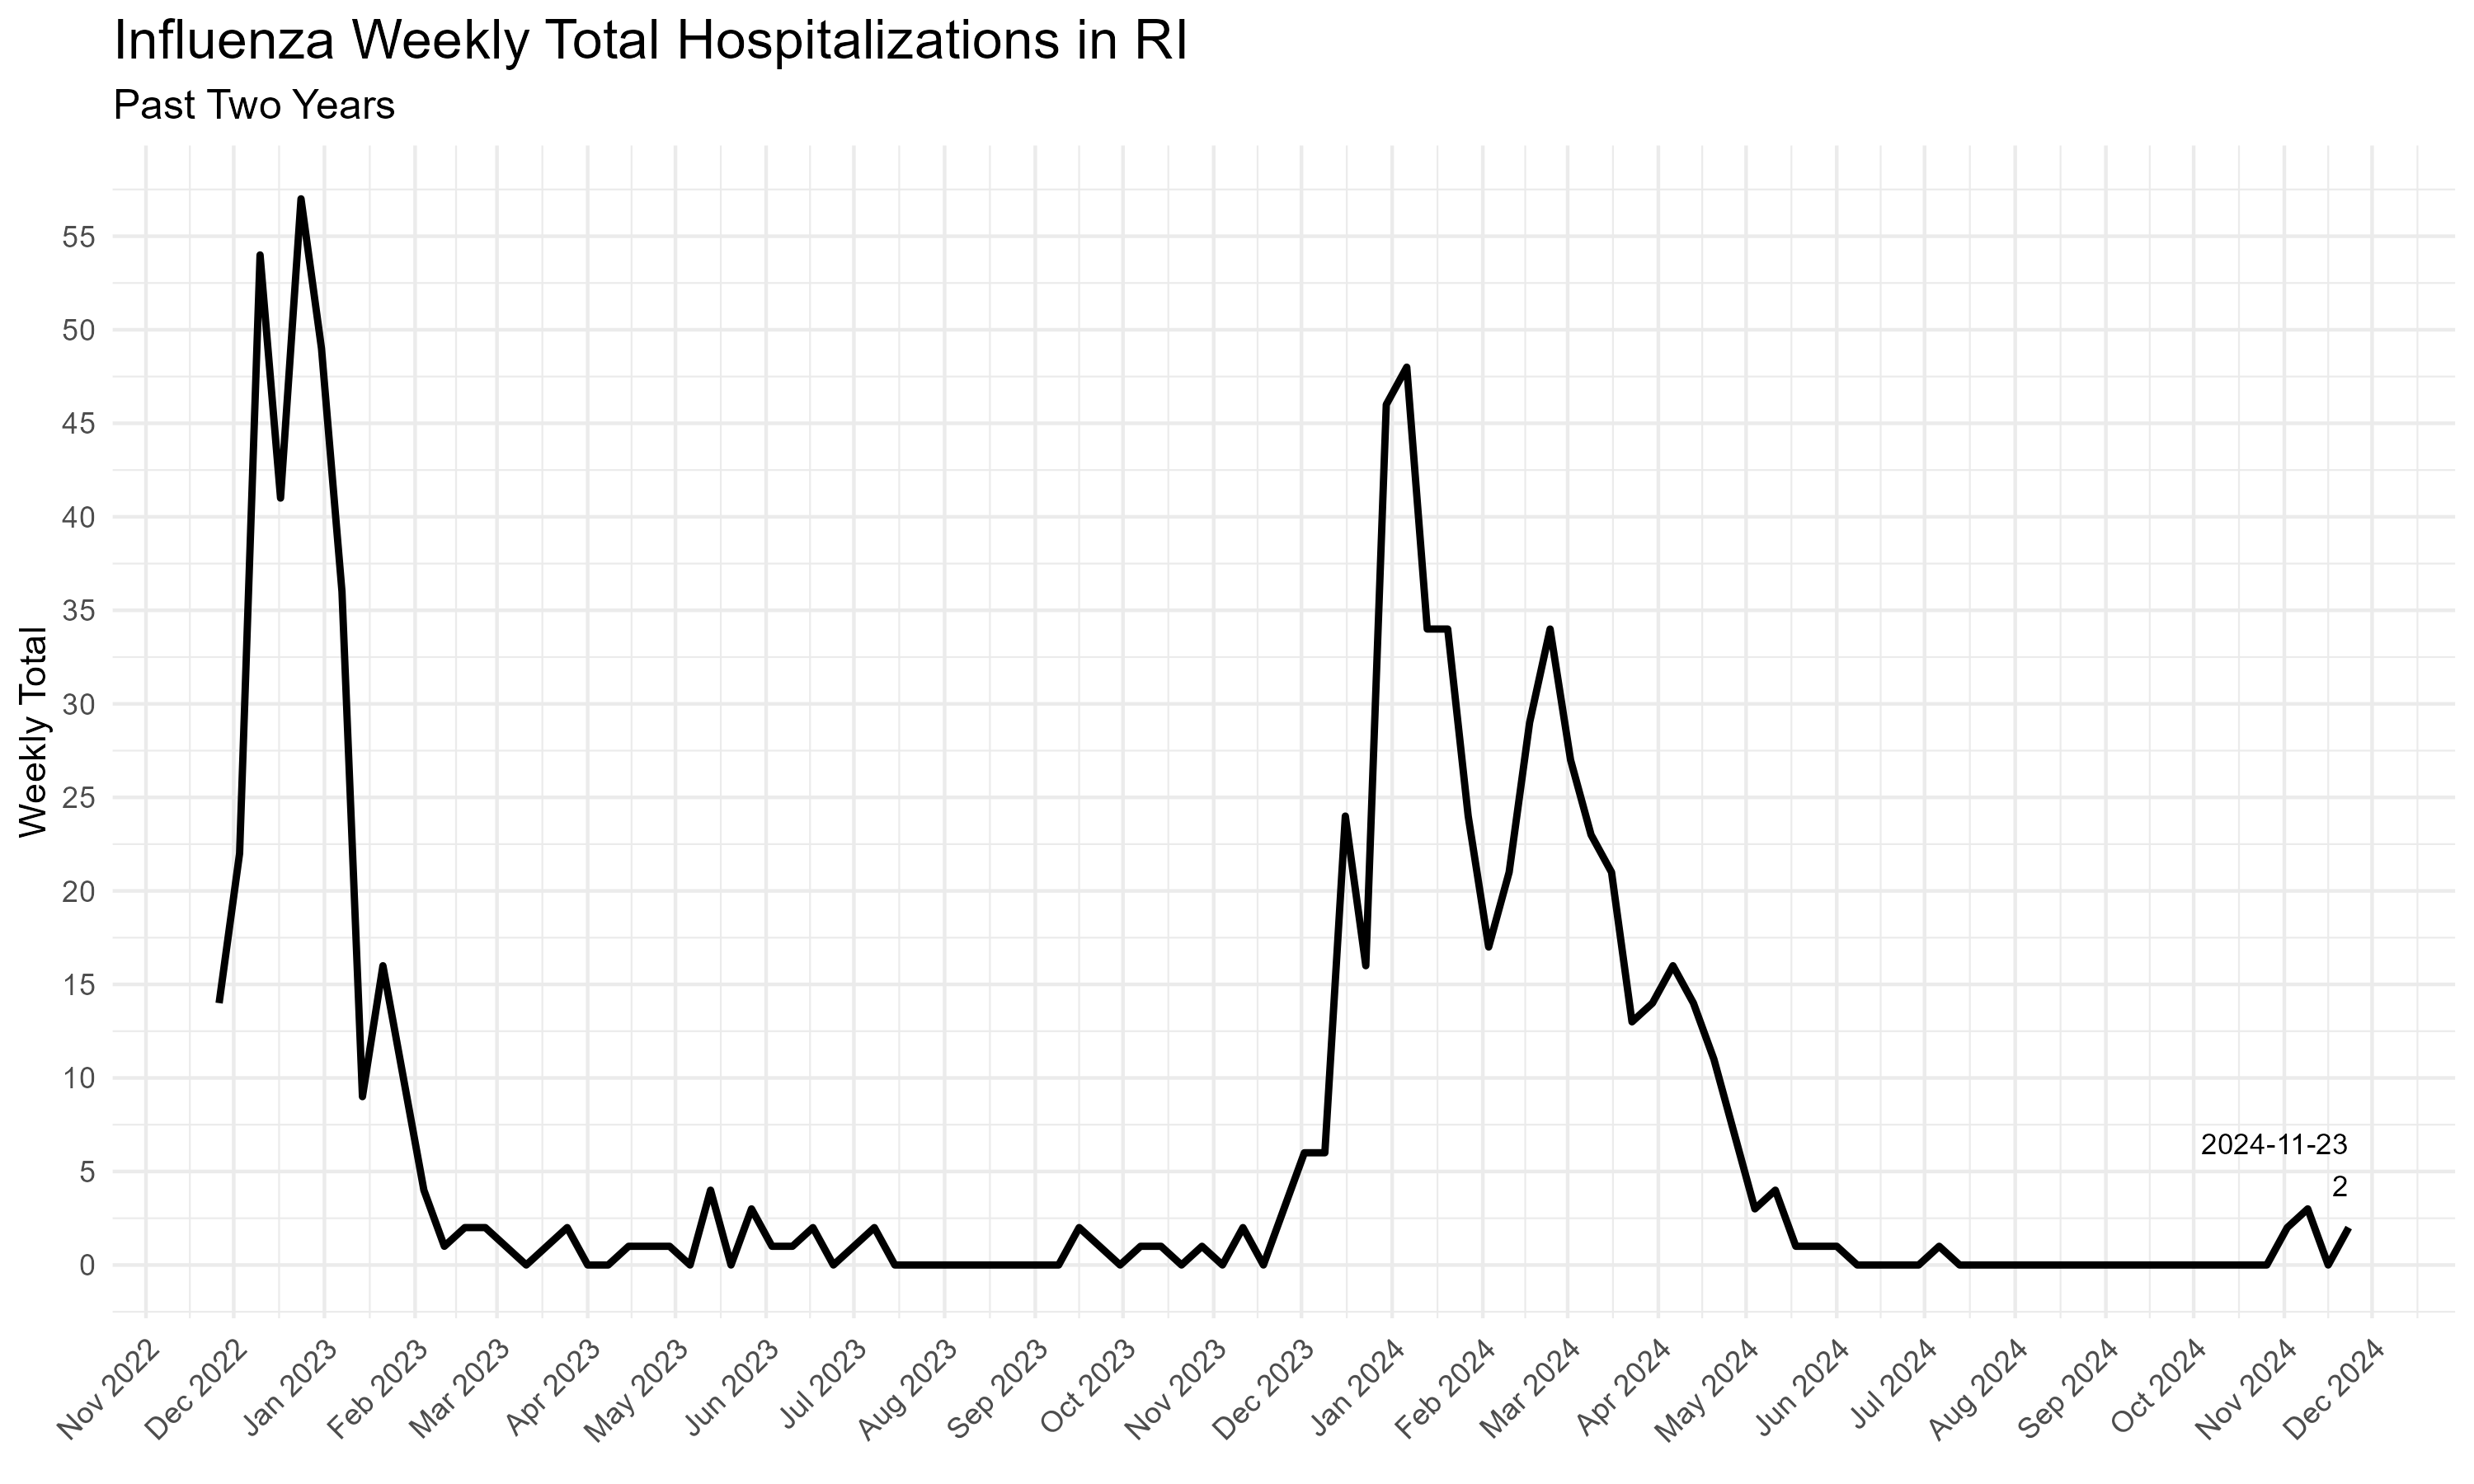 Influenza Weekly Total Hospitalizations in RI
Past Two Years
Weekly Total
55
50
45
40
35
30
25
20
15
10
5
0
2024-11-23
2
Nov 2022
Dec 2022
Jan 2023
Feb 2023
Mar 2023
Apr 2023
May 2023
Jun 2023
Jul 2023
Aug 2023
Sep 2023
Oct 2023
Nov 2023
Dec 2023
Jan 2024
Feb 2024
Mar 2024
Apr 2024
May 2024
Jun 2024
Jul 2024
Aug 2024
Sep 2024
Oct 2024
Nov 2024
Dec 2024